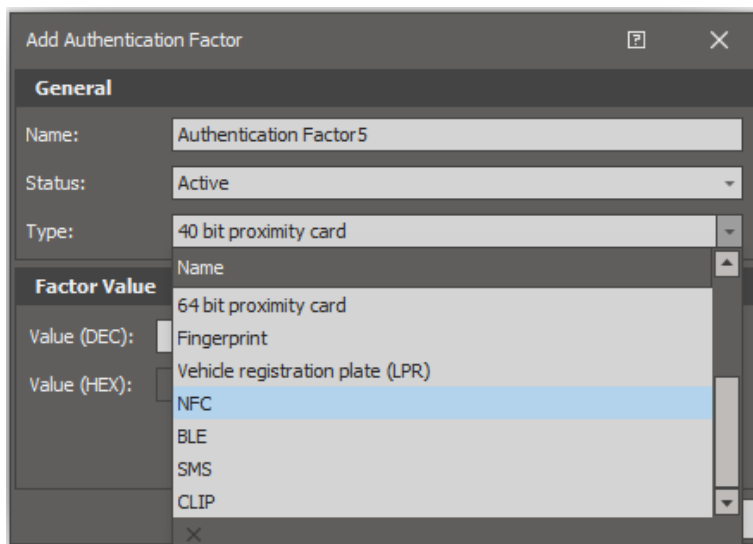 Add Authentication Factor
General
Name: Authentication Factor5
Status: Active
Type: 40 bit proximity card
Name
Factor Value
64 bit proximity card
Fingerprint
Value (DEC):
Vehicle registration plate (LPR)
Value (HEX):
NFC
BLE
SMS
CLIP